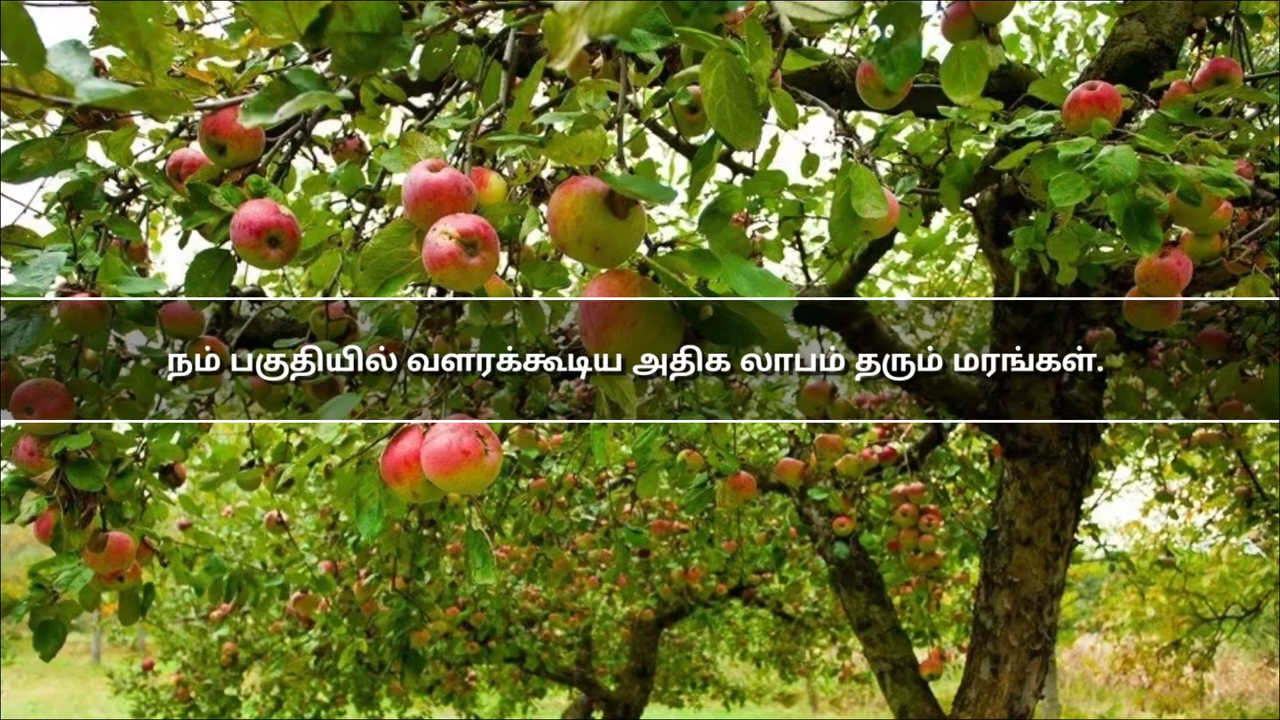 நம் பகுதியில் வளரக்கூடிய அதிக லாபம் தரும் மரங்கள்.